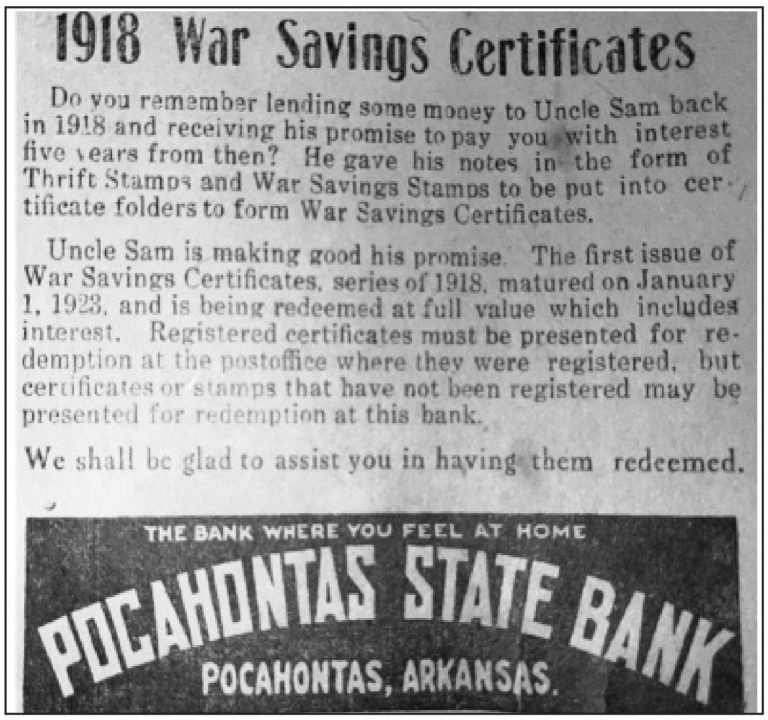 1918 War Savings Certificates
Do you remember lending some money to Uncle Sam back
in 1918 and receiving his promise to pay you with interest
five years from then? He gave his notes in the form of
Thrift Stamps and War Savings Stamps to be put into cer-
tificate folders to form War Savings Certificates.
Uncle Sam is making good his promise. The first issue of
War Savings Certificates, series of 1918, matured on January
1, 1923, and is being redeemed at full value which includes
interest. Registered certificates must be presented for re-
demption at the postoffice where they were registered, but
certificates or stamps that have not been registered may be
presented for redemption at this bank.
We shall be glad to assist you in having them redeemed.
THE BANK WHERE YOU FEEL AT HOME
POCAHONTAS STATE BANK
POCAHONTAS, ARKANSAS.